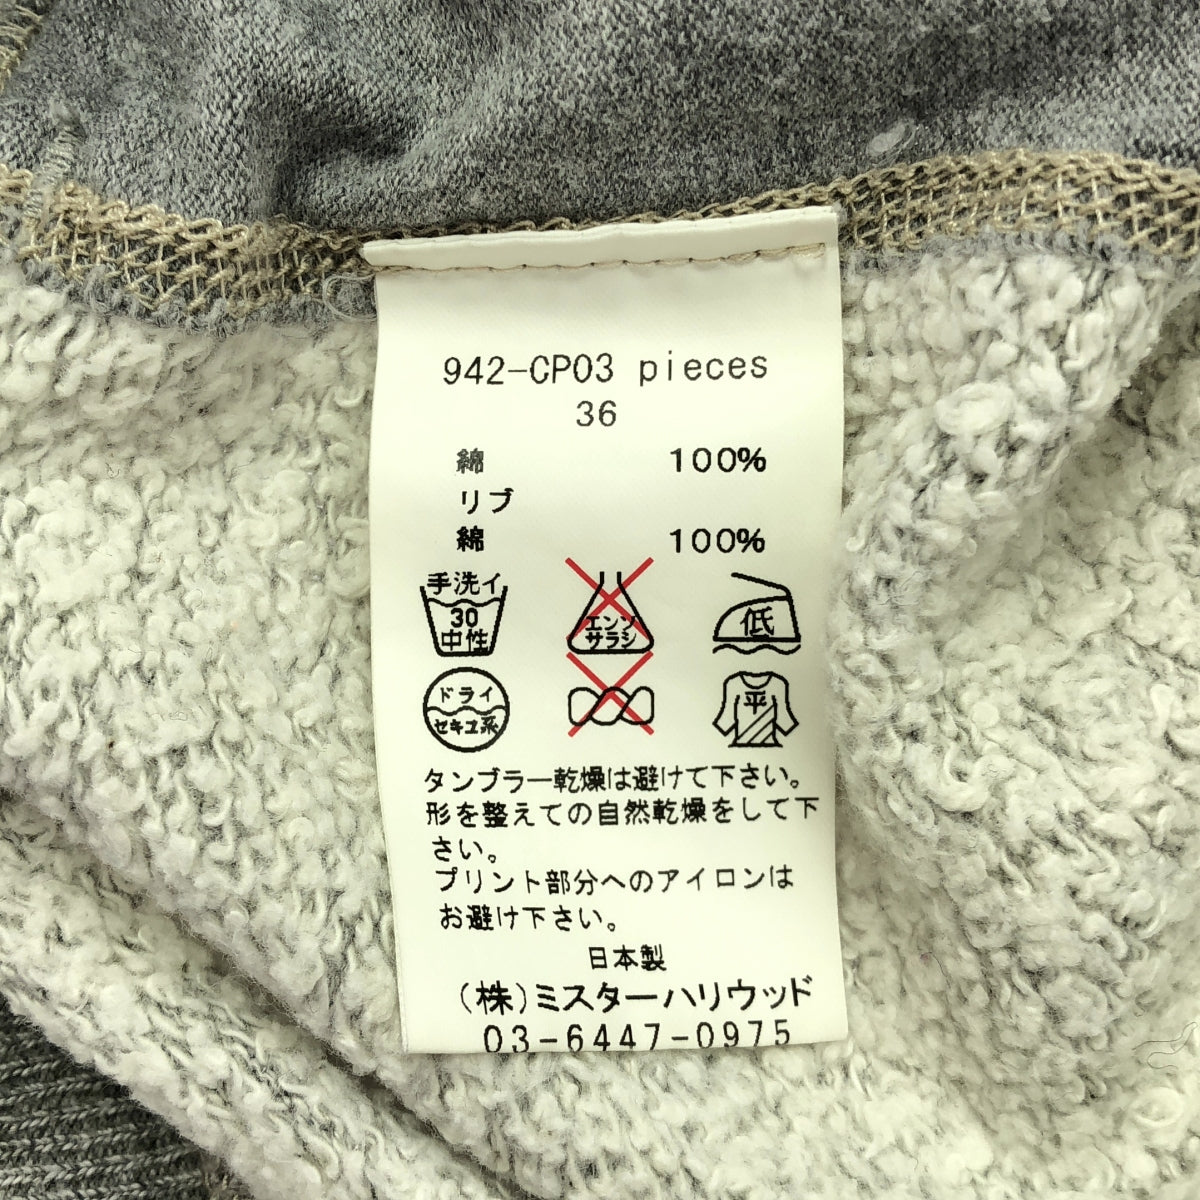 942-CP03 pieces
36
綿 100%
リブ
綿 100%
手洗イ
30
中性
エンソ
サラシ
低
ドライ
セキユ系
平
タンブラー乾燥は避けて下さい。
形を整えての自然乾燥をして下
さい。
プリント部分へのアイロンは
お避け下さい。
日本製
(株)ミスターハリウッド
03-6447-0975